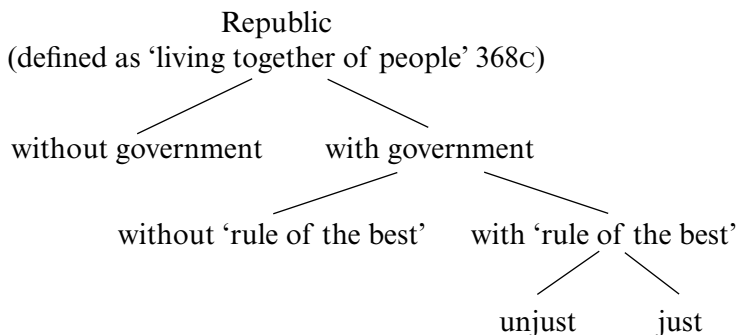 Republic
(defined as ‘living together of people’ 368C)
without government with government
without ‘rule of the best’ with ‘rule of the best’
unjust just